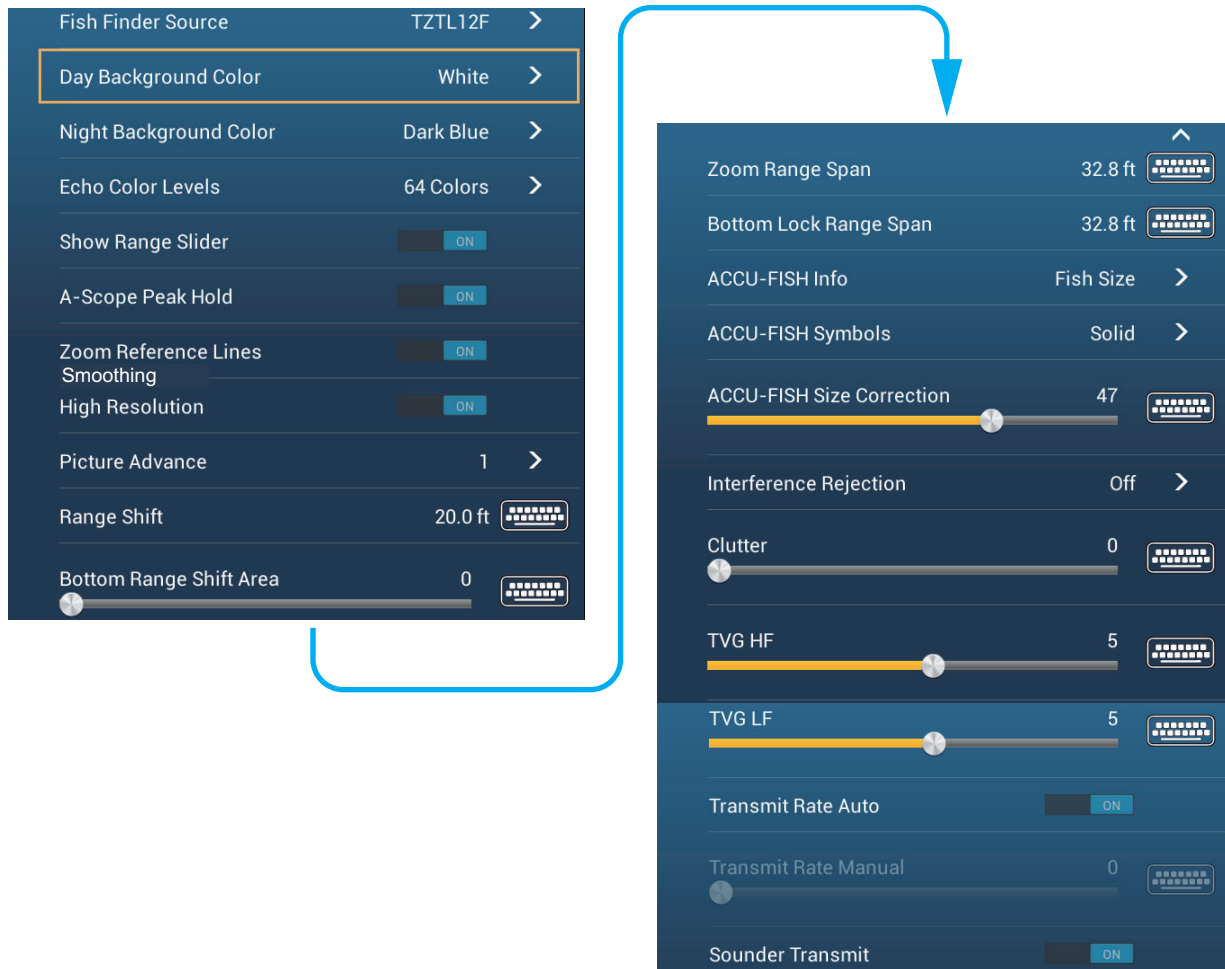 Fish Finder Source TZTL12F
Day Background Color White
Night Background Color Dark Blue
Echo Color Levels 64 Colors
Show Range Slider ON
A-Scope Peak Hold ON
Zoom Reference Lines ON
Smoothing
High Resolution ON
Picture Advance 1
Range Shift 20.0 ft
Bottom Range Shift Area 0
Zoom Range Span 32.8 ft
Bottom Lock Range Span 32.8 ft
ACCU-FISH Info Fish Size
ACCU-FISH Symbols Solid
ACCU-FISH Size Correction 47
Interference Rejection Off
Clutter 0
TVG HF 5
TVG LF 5
Transmit Rate Auto ON
Transmit Rate Manual 0
Sounder Transmit ON